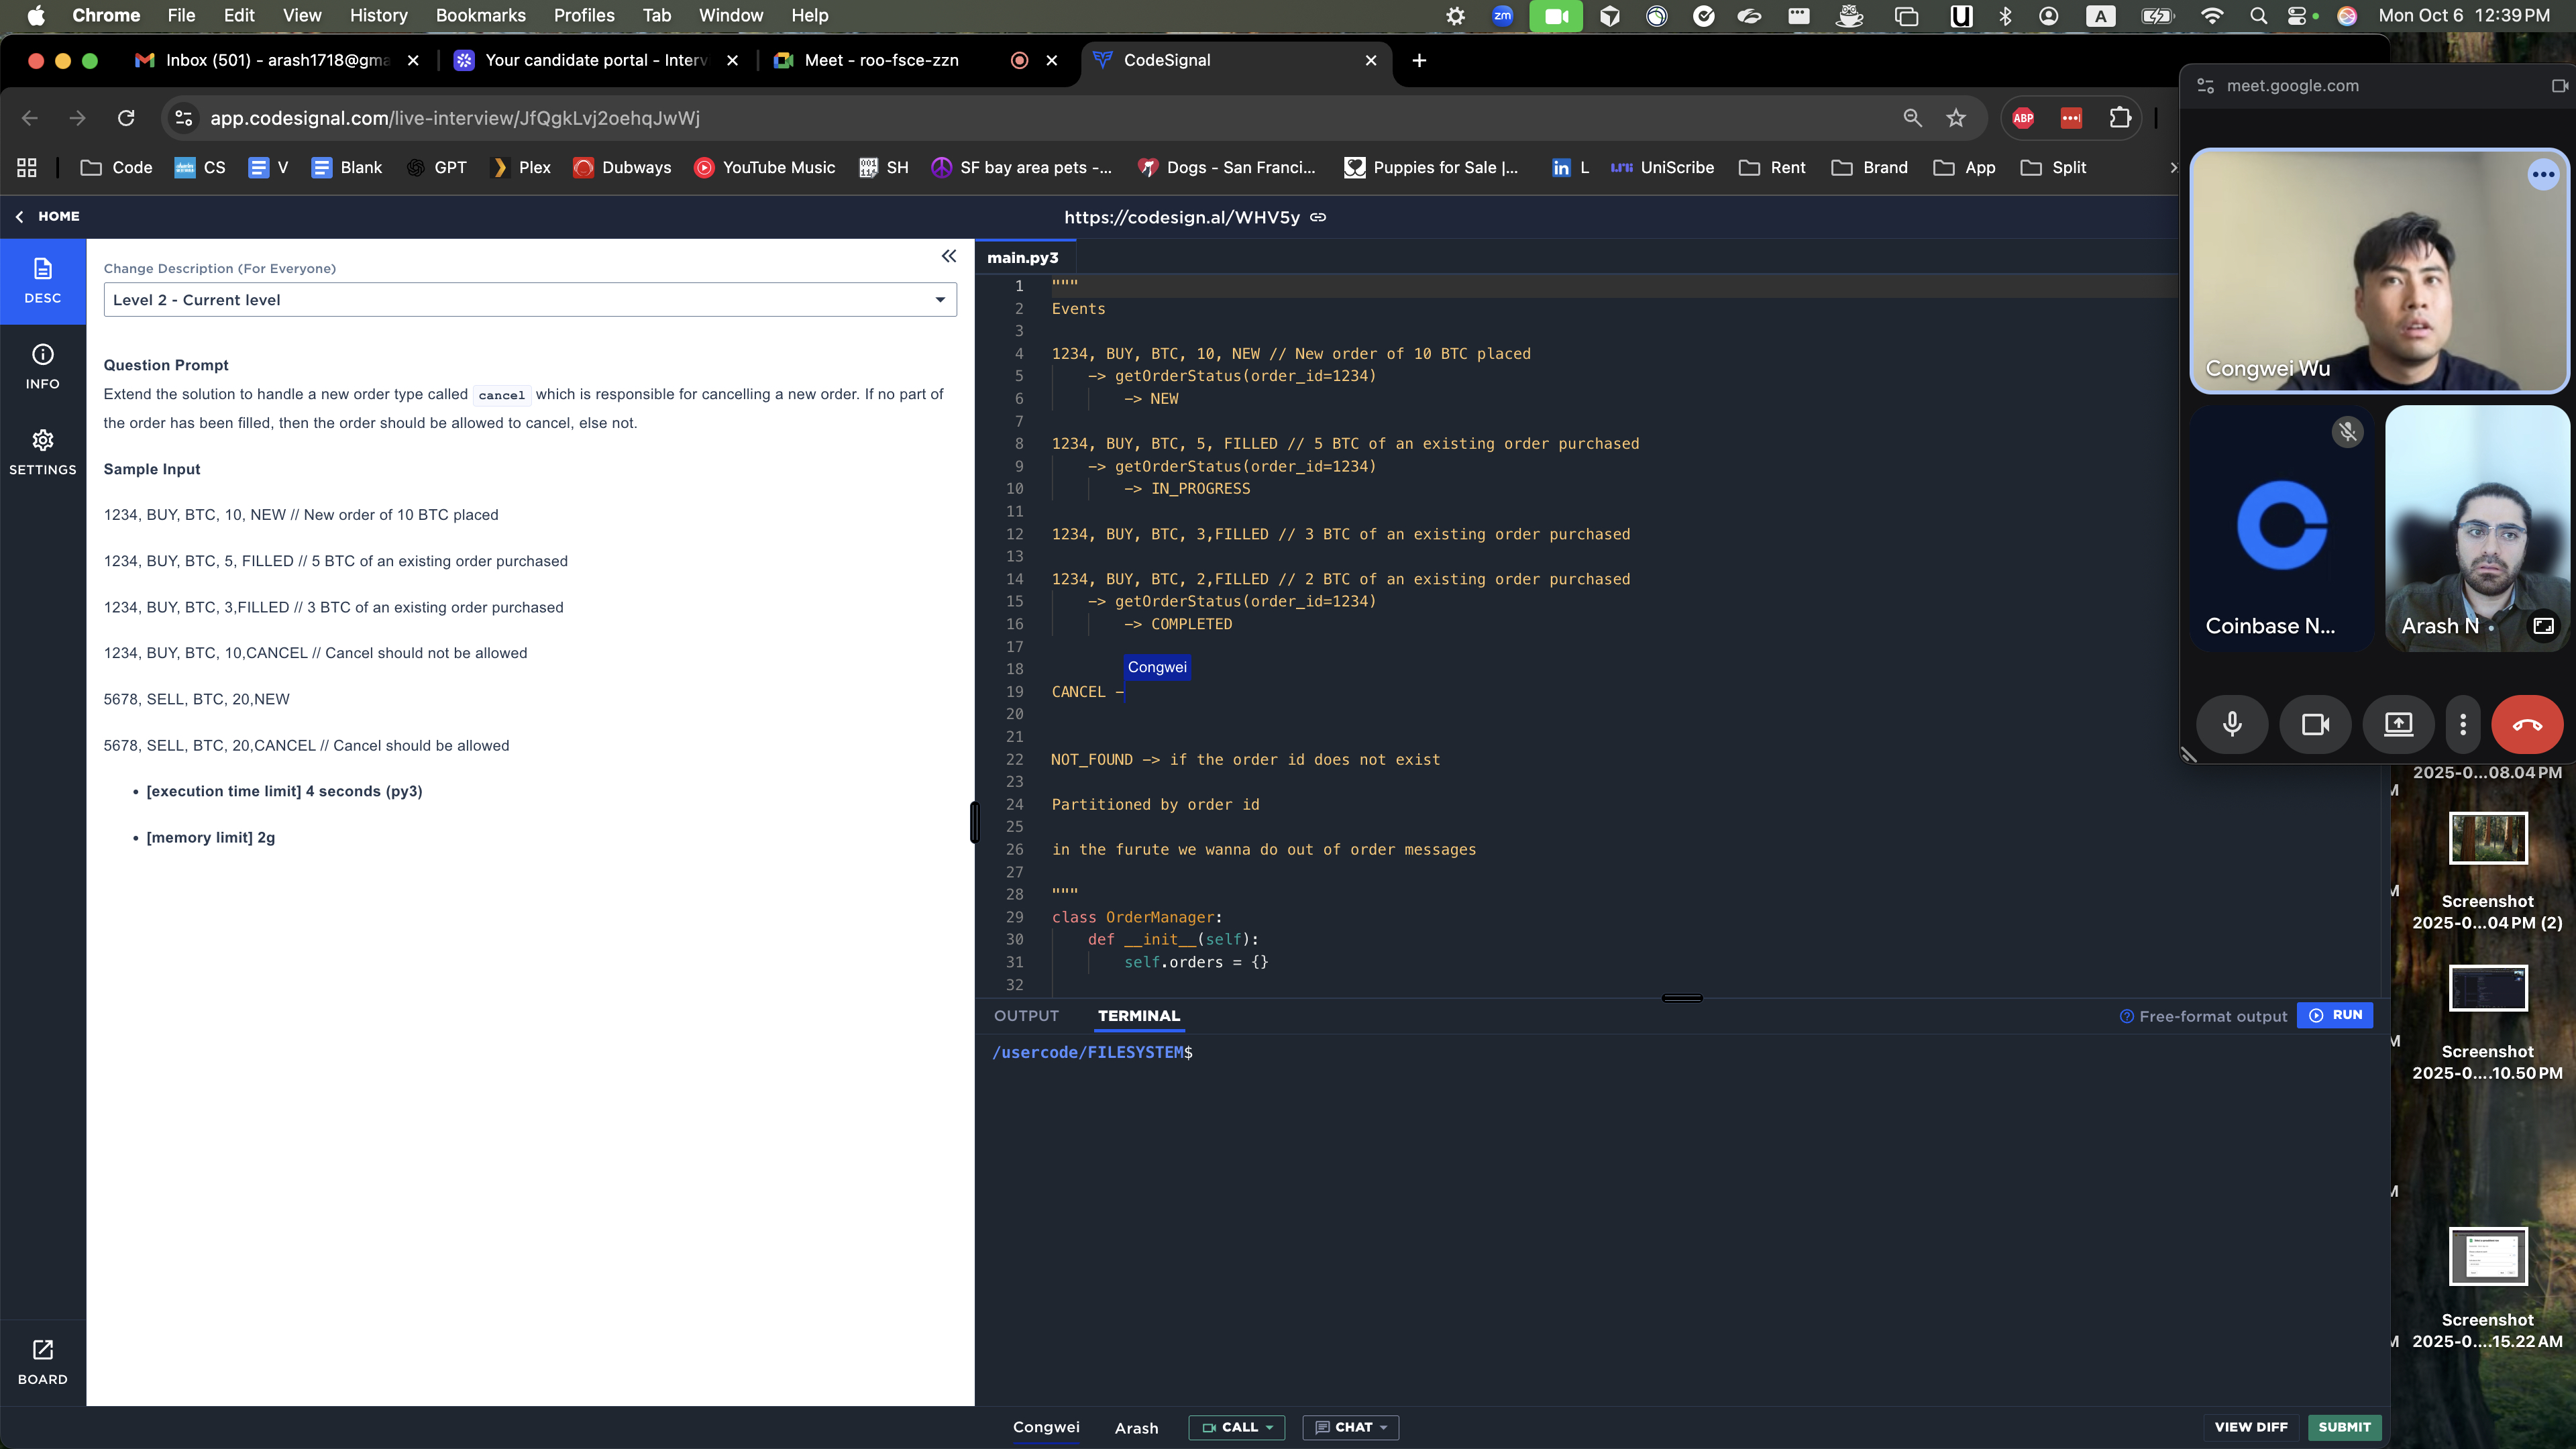 Chrome File Edit View History Bookmarks Profiles Tab Window Help
zm A Mon Oct 6 12:39 PM
Inbox (501) - arash1718@gma
Your candidate portal - Interv
Meet - roo-fsce-zzn
CodeSignal
app.codesignal.com/live-interview/JfQgkLvj2oehqJwWj
ABP
Code CS V Blank GPT Plex Dubways YouTube Music SH SF bay area pets -... Dogs - San Franci... Puppies for Sale |... L UniScribe Rent Brand App Split
HOME
https://codesign.al/WHV5y
DESC
INFO
SETTINGS
BOARD
Change Description (For Everyone)
Level 2 - Current level
Question Prompt
Extend the solution to handle a new order type called cancel which is responsible for cancelling a new order. If no part of
the order has been filled, then the order should be allowed to cancel, else not.
Sample Input
1234, BUY, BTC, 10, NEW // New order of 10 BTC placed
1234, BUY, BTC, 5, FILLED // 5 BTC of an existing order purchased
1234, BUY, BTC, 3,FILLED // 3 BTC of an existing order purchased
1234, BUY, BTC, 10,CANCEL // Cancel should not be allowed
5678, SELL, BTC, 20,NEW
5678, SELL, BTC, 20,CANCEL // Cancel should be allowed
• [execution time limit] 4 seconds (py3)
• [memory limit] 2g
main.py3
1 """
2 Events
3
4 1234, BUY, BTC, 10, NEW // New order of 10 BTC placed
5 -> getOrderStatus(order_id=1234)
6 -> NEW
7
8 1234, BUY, BTC, 5, FILLED // 5 BTC of an existing order purchased
9 -> getOrderStatus(order_id=1234)
10 -> IN_PROGRESS
11
12 1234, BUY, BTC, 3,FILLED // 3 BTC of an existing order purchased
13
14 1234, BUY, BTC, 2,FILLED // 2 BTC of an existing order purchased
15 -> getOrderStatus(order_id=1234)
16 -> COMPLETED
17
18
Congwei
19 CANCEL -
20
21
22 NOT_FOUND -> if the order id does not exist
23
24 Partitioned by order id
25
26 in the furute we wanna do out of order messages
27
28 """
29 class OrderManager:
30 def __init__(self):
31 self.orders = {}
32
OUTPUT TERMINAL Free-format output RUN
/usercode/FILESYSTEM$
Congwei Arash CALL CHAT VIEW DIFF SUBMIT
meet.google.com
Congwei Wu
Coinbase N...
Arash N
2025-0...08.04 PM
Screenshot
2025-0...04 PM (2)
Screenshot
2025-0....10.50 PM
Screenshot
2025-0....15.22 AM